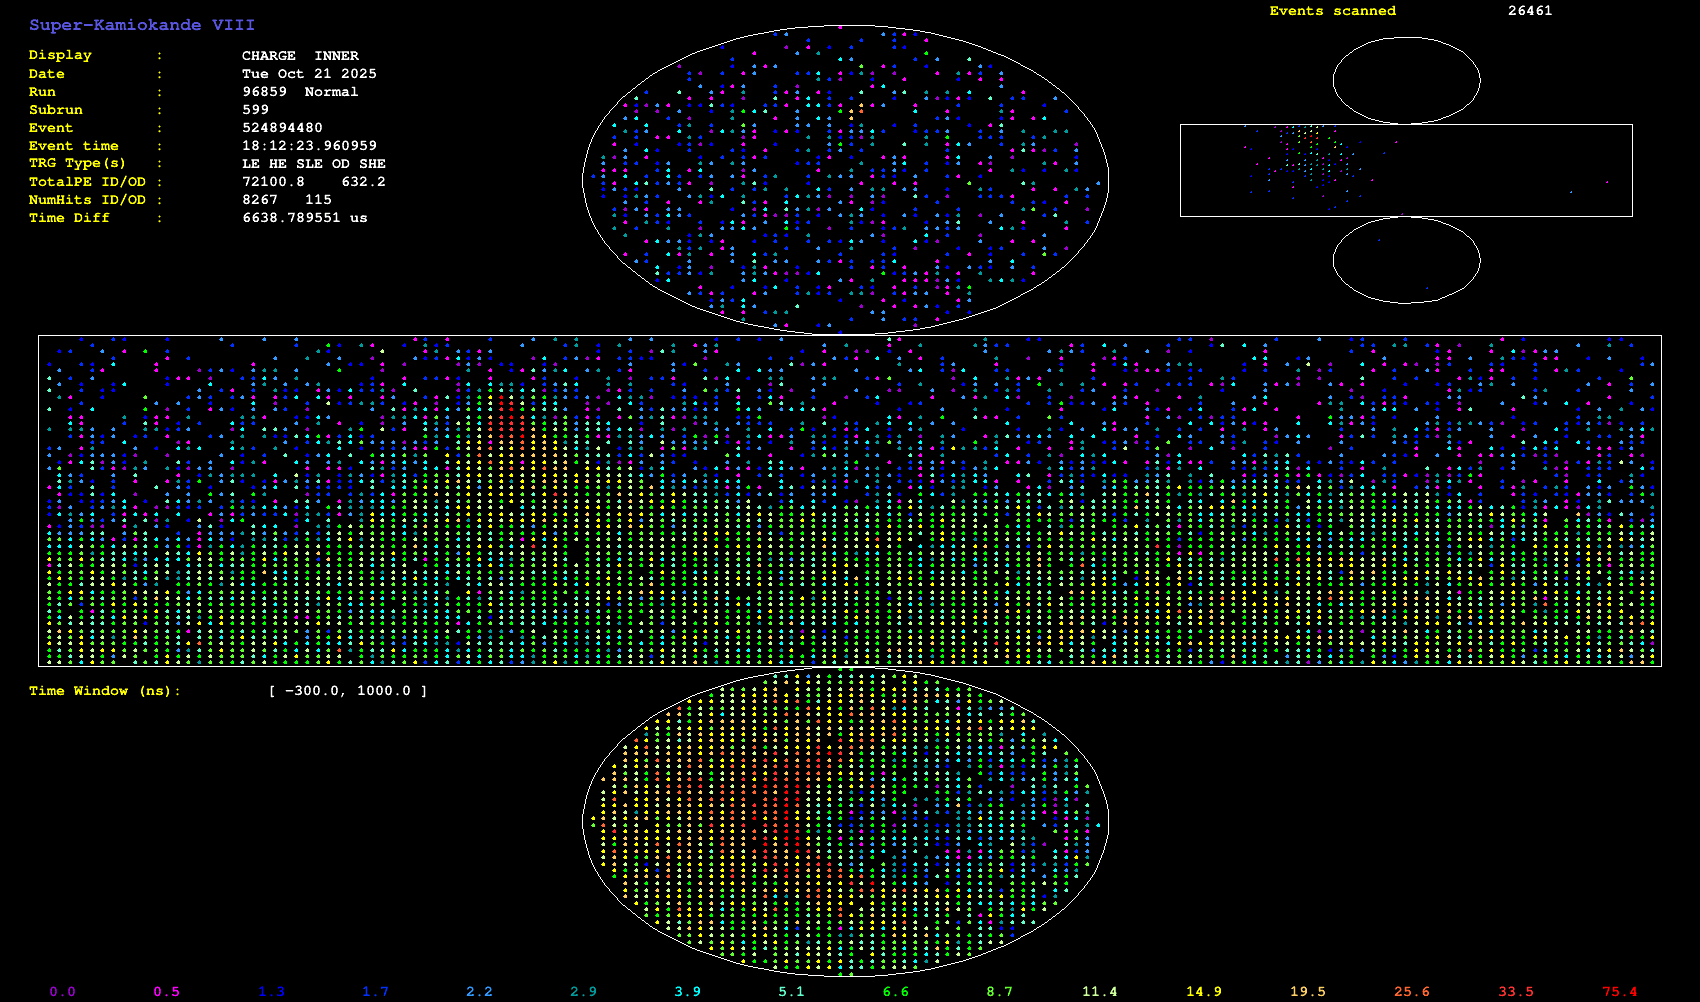 Super-Kamiokande VIII
Events scanned 26461
Display : CHARGE INNER
Date : Tue Oct 21 2025
Run : 96859 Normal
Subrun : 599
Event : 524894480
Event time : 18:12:23.960959
TRG Type(s) : LE HE SLE OD SHE
TotalPE ID/OD : 72100.8 632.2
NumHits ID/OD : 8267 115
Time Diff : 6638.789551 us
Time Window (ns): [ -300.0, 1000.0 ]
0.0 0.5 1.3 1.7 2.2 2.9 3.9 5.1 6.6 8.7 11.4 14.9 19.5 25.6 33.5 75.4